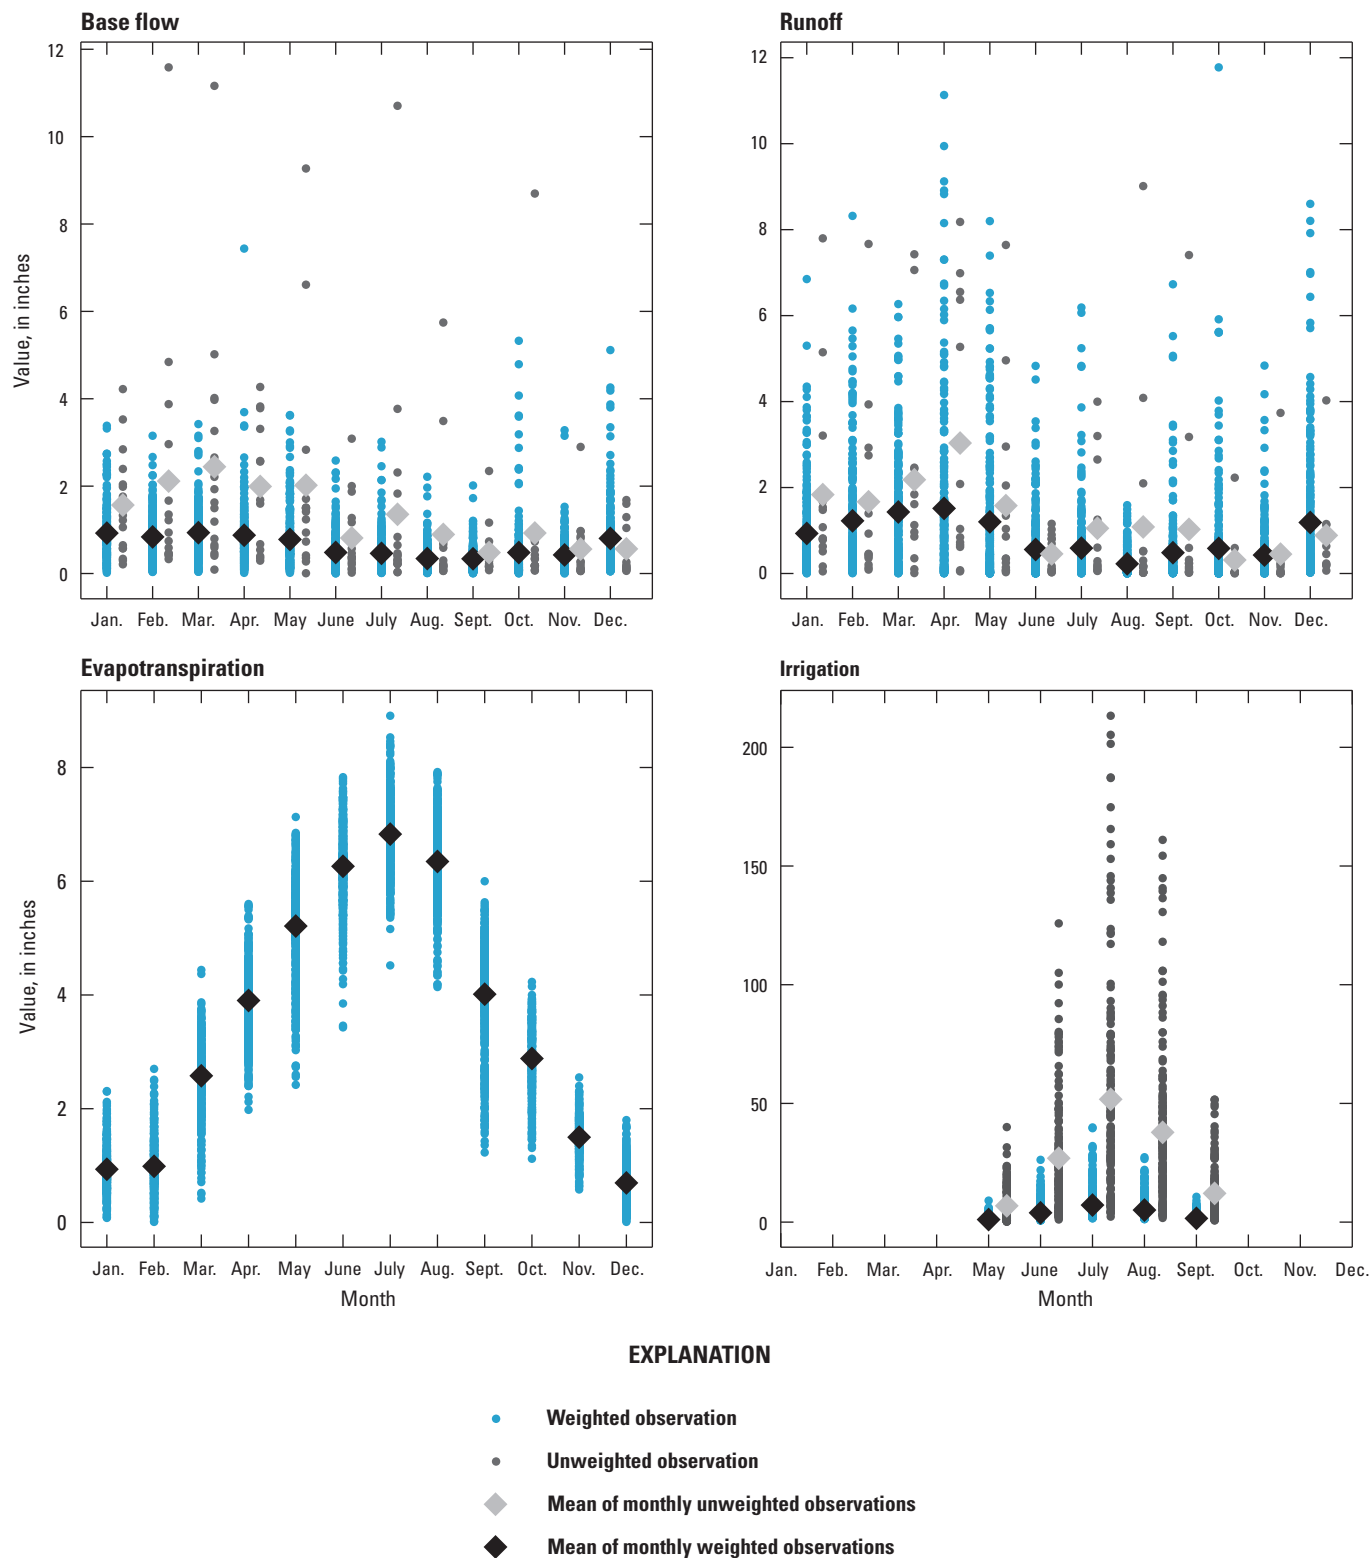 Base flow
12
10
8
6
4
2
0
Value, in inches
Jan. Feb. Mar. Apr. May June July Aug. Sept. Oct. Nov. Dec.
Runoff
12
10
8
6
4
2
0
Jan. Feb. Mar. Apr. May June July Aug. Sept. Oct. Nov. Dec.
Evapotranspiration
8
6
4
2
0
Value, in inches
Jan. Feb. Mar. Apr. May June July Aug. Sept. Oct. Nov. Dec.
Month
Irrigation
200
150
100
50
0
Jan. Feb. Mar. Apr. May June July Aug. Sept. Oct. Nov. Dec.
Month
EXPLANATION
Weighted observation
Unweighted observation
Mean of monthly unweighted observations
Mean of monthly weighted observations